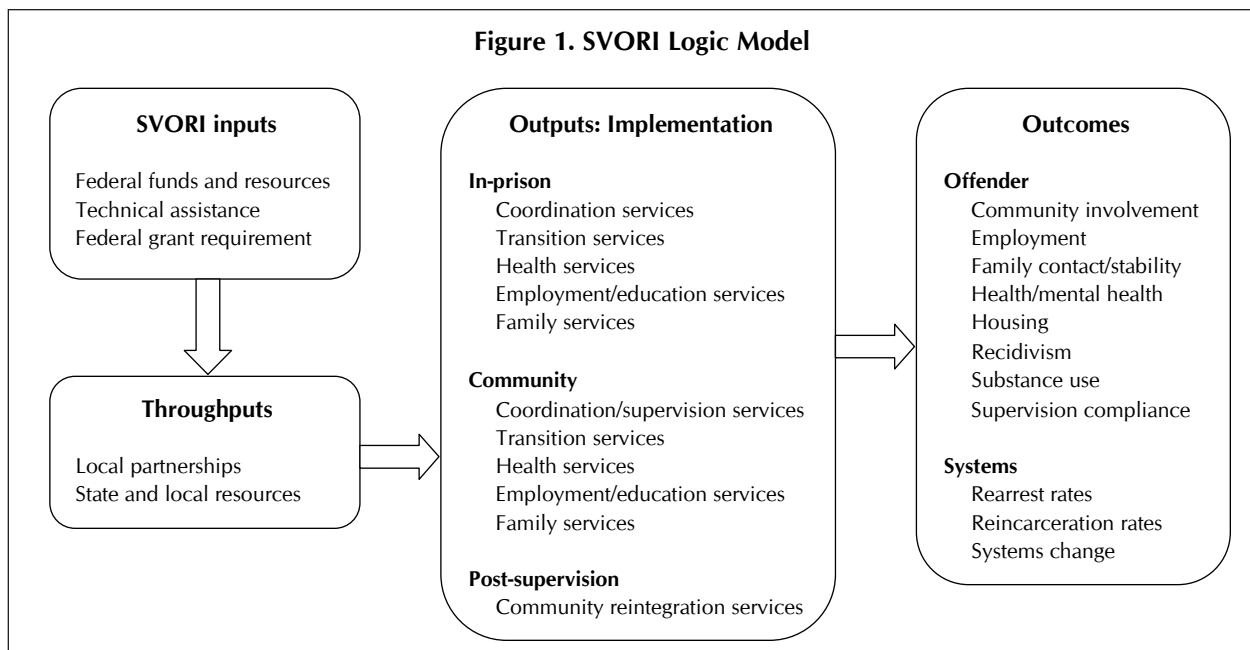 Figure 1. SVORI Logic Model
SVORI inputs
Federal funds and resources
Technical assistance
Federal grant requirement
Throughputs
Local partnerships
State and local resources
Outputs: Implementation
In-prison
Coordination services
Transition services
Health services
Employment/education services
Family services
Community
Coordination/supervision services
Transition services
Health services
Employment/education services
Family services
Post-supervision
Community reintegration services
Outcomes
Offender
Community involvement
Employment
Family contact/stability
Health/mental health
Housing
Recidivism
Substance use
Supervision compliance
Systems
Rearrest rates
Reincarceration rates
Systems change